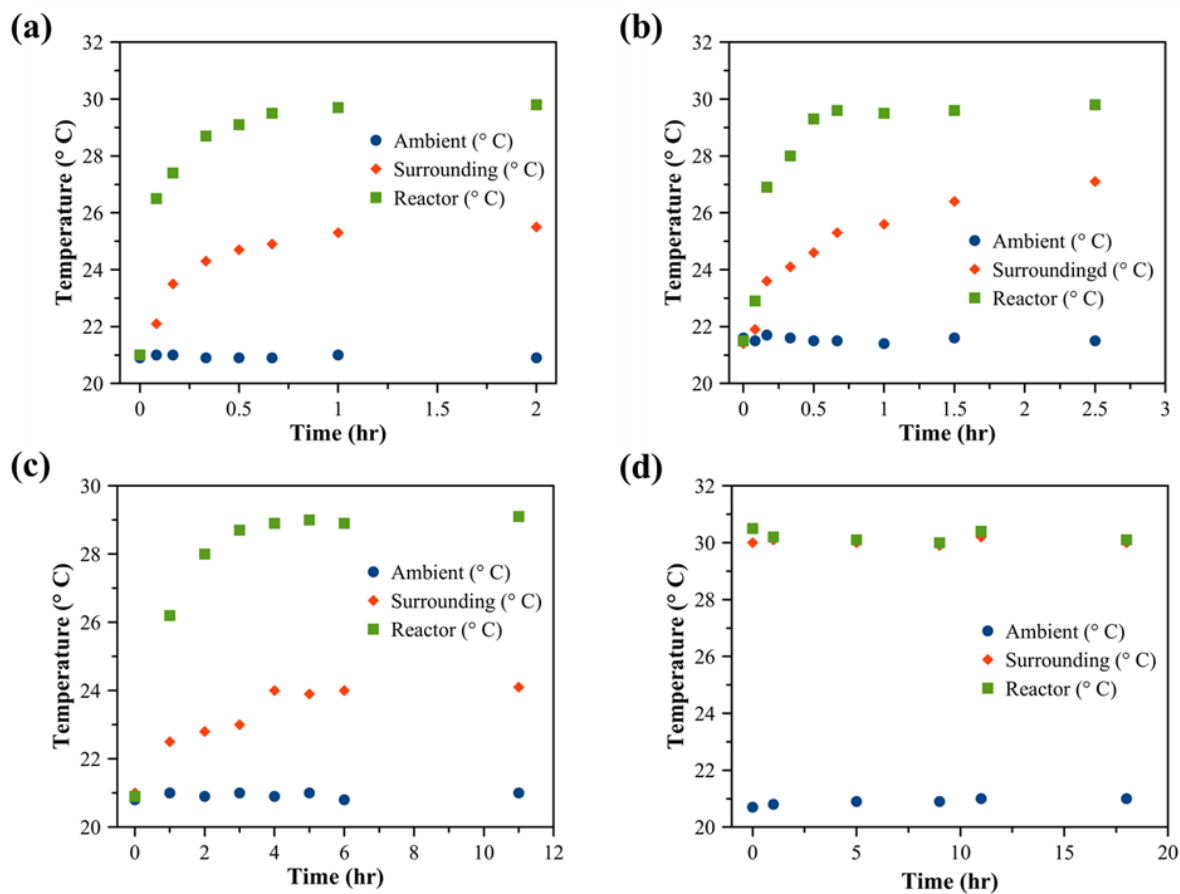 (a)
32
30
28
26
24
22
20
Temperature (° C)
Ambient (° C)
Surrounding (° C)
Reactor (° C)
0
0.5
1
1.5
2
Time (hr)
(b)
32
30
28
26
24
22
20
Temperature (° C)
Ambient (° C)
Surroundingd (° C)
Reactor (° C)
0
0.5
1
1.5
2
2.5
3
Time (hr)
(c)
30
28
26
24
22
20
Temperature (° C)
Ambient (° C)
Surrounding (° C)
Reactor (° C)
0
2
4
6
8
10
12
Time (hr)
(d)
32
30
28
26
24
22
20
Temperature (° C)
Ambient (° C)
Surrounding (° C)
Reactor (° C)
0
5
10
15
20
Time (hr)